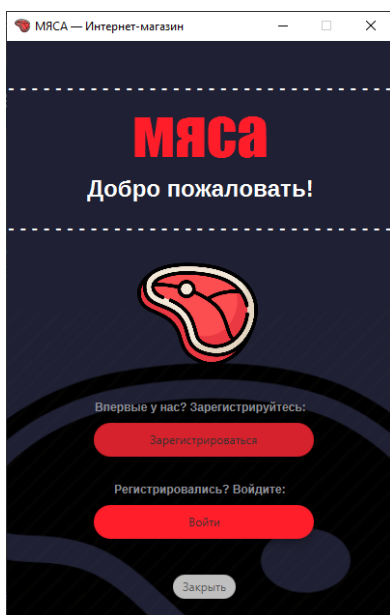 МЯСА — Интернет-магазин
мяса
Добро пожаловать!
Впервые у нас? Зарегистрируйтесь:
Зарегистрироваться
Регистрировались? Войдите:
Войти
Закрыть